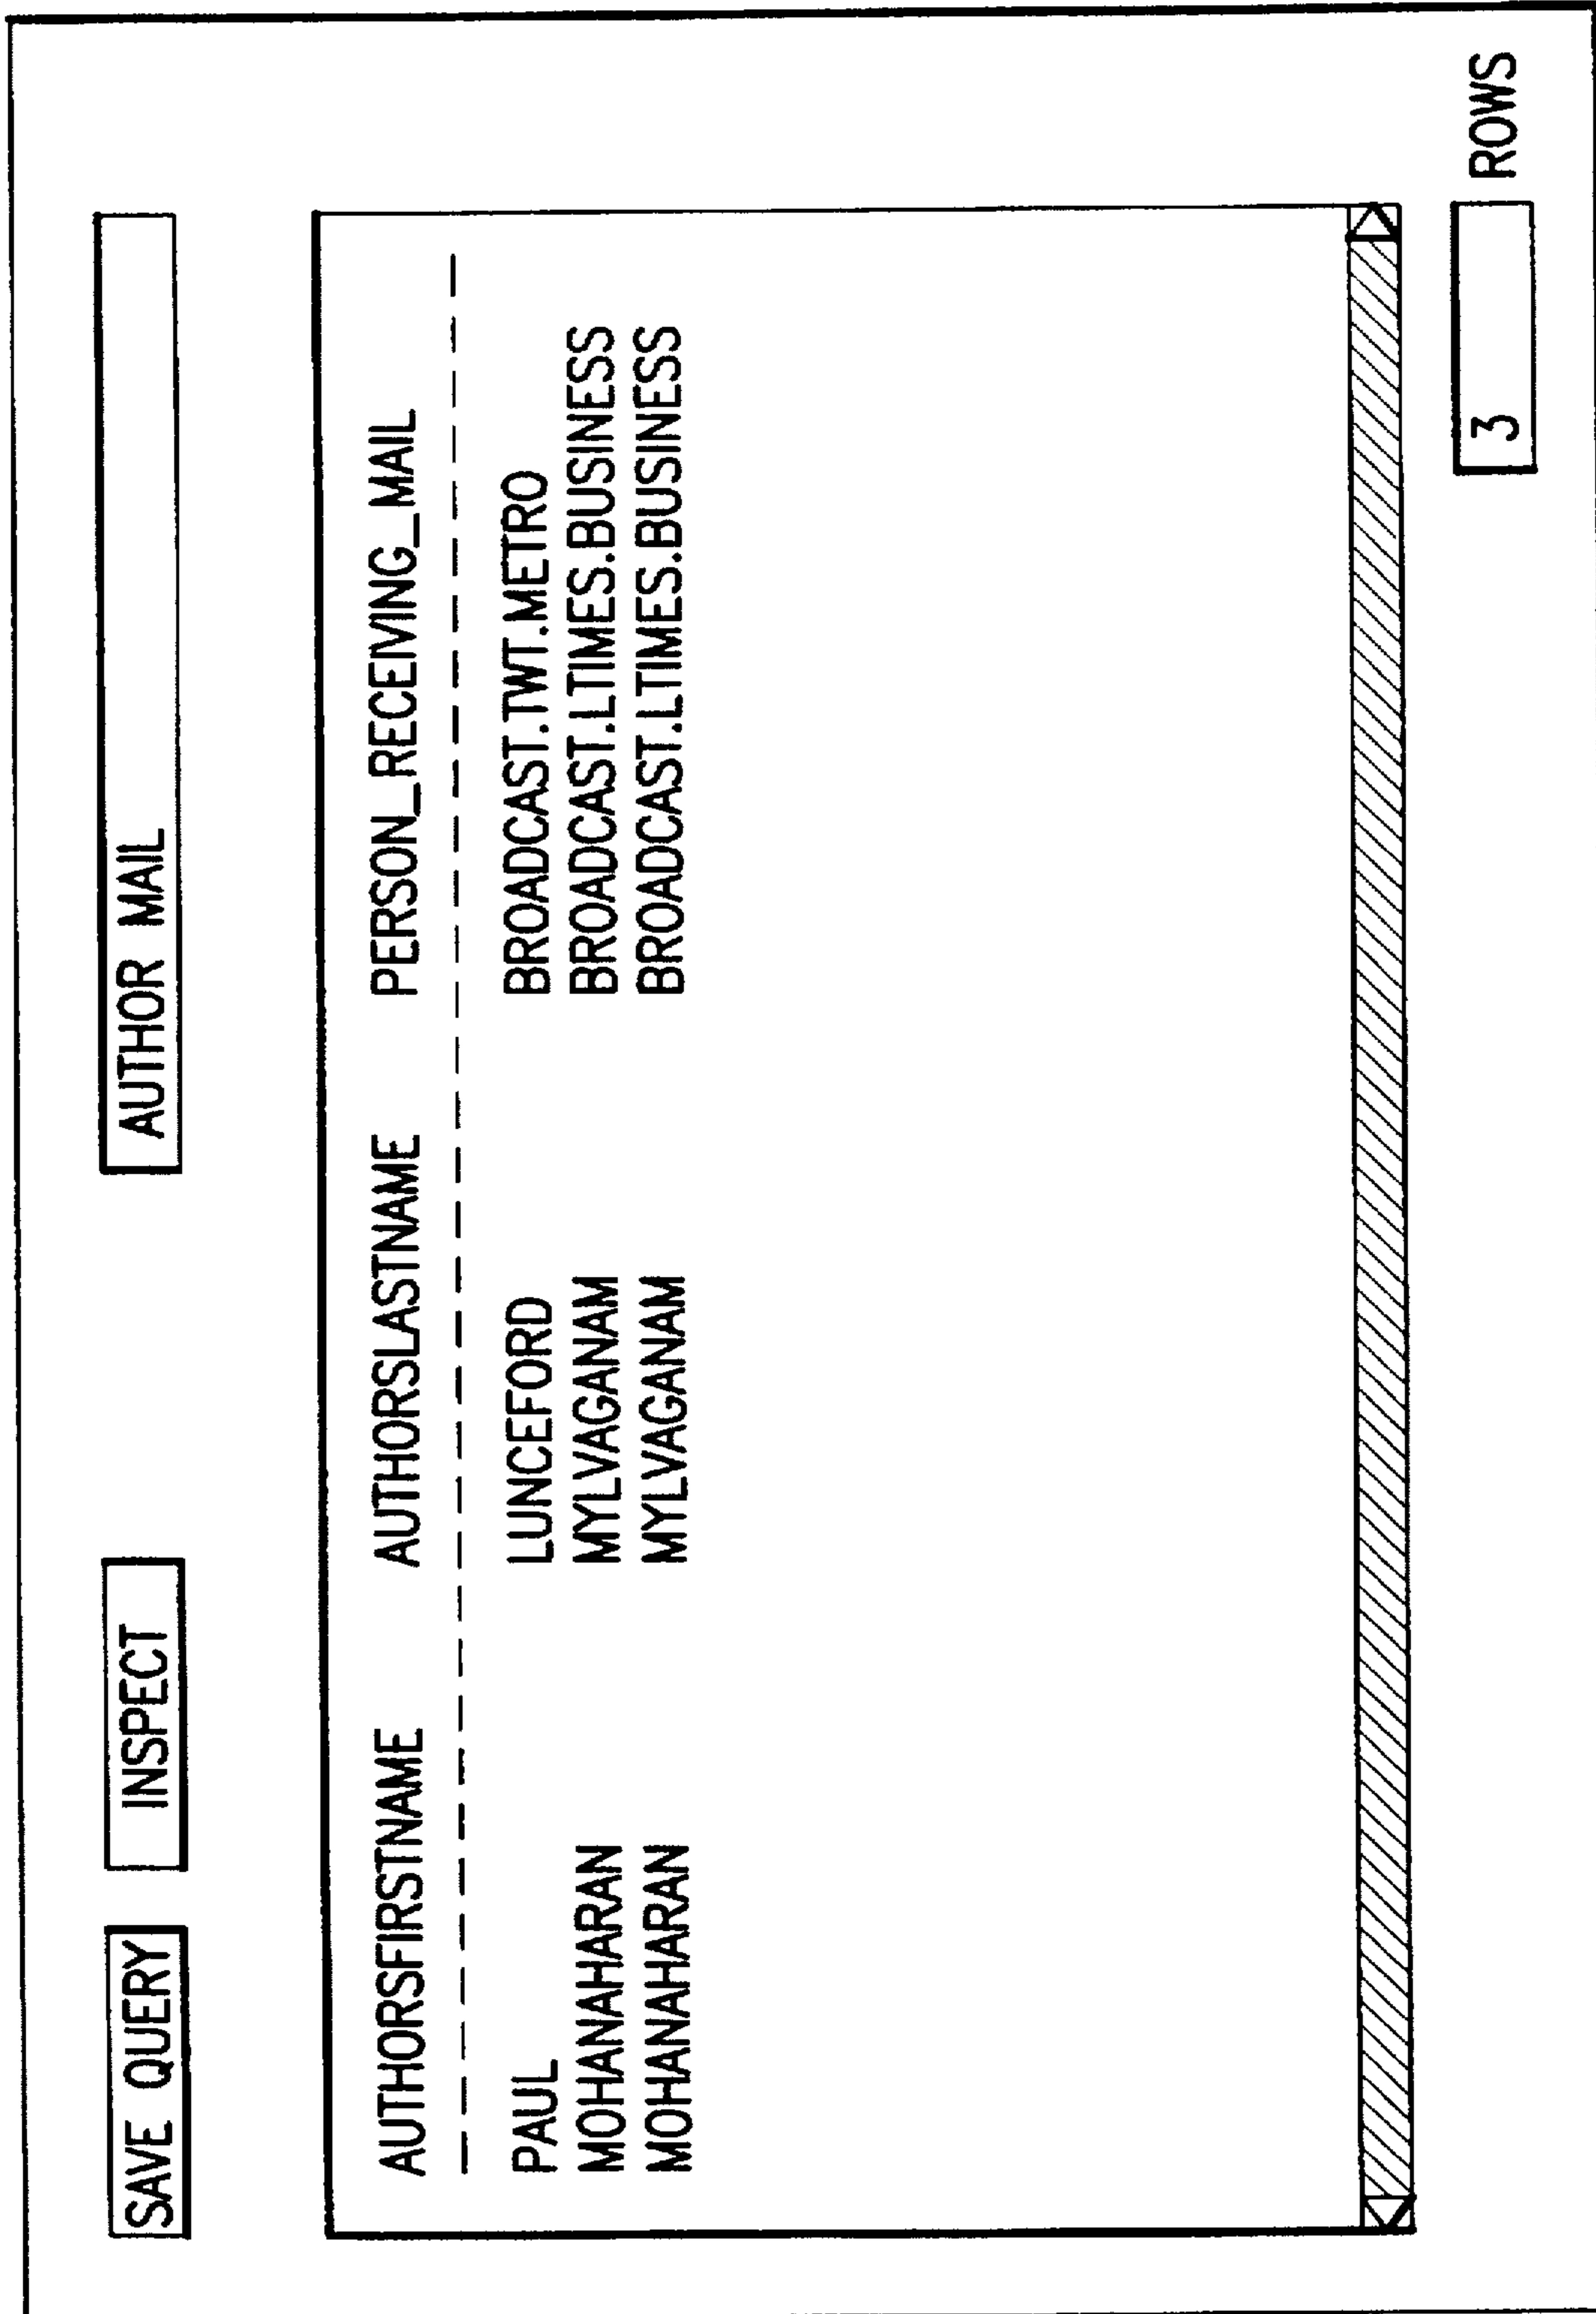 SAVE QUERY INSPECT AUTHOR MAIL
AUTHORSFIRSTNAME AUTHORSLASTNAME PERSON_RECEIVING_MAIL
PAUL LUNCEFORD BROADCAST.TWT.METRO
MOHANAHARAN MYLVAGANAM BROADCAST.LTIMES.BUSINESS
MOHANAHARAN MYLVAGANAM BROADCAST.LTIMES.BUSINESS
3 ROWS